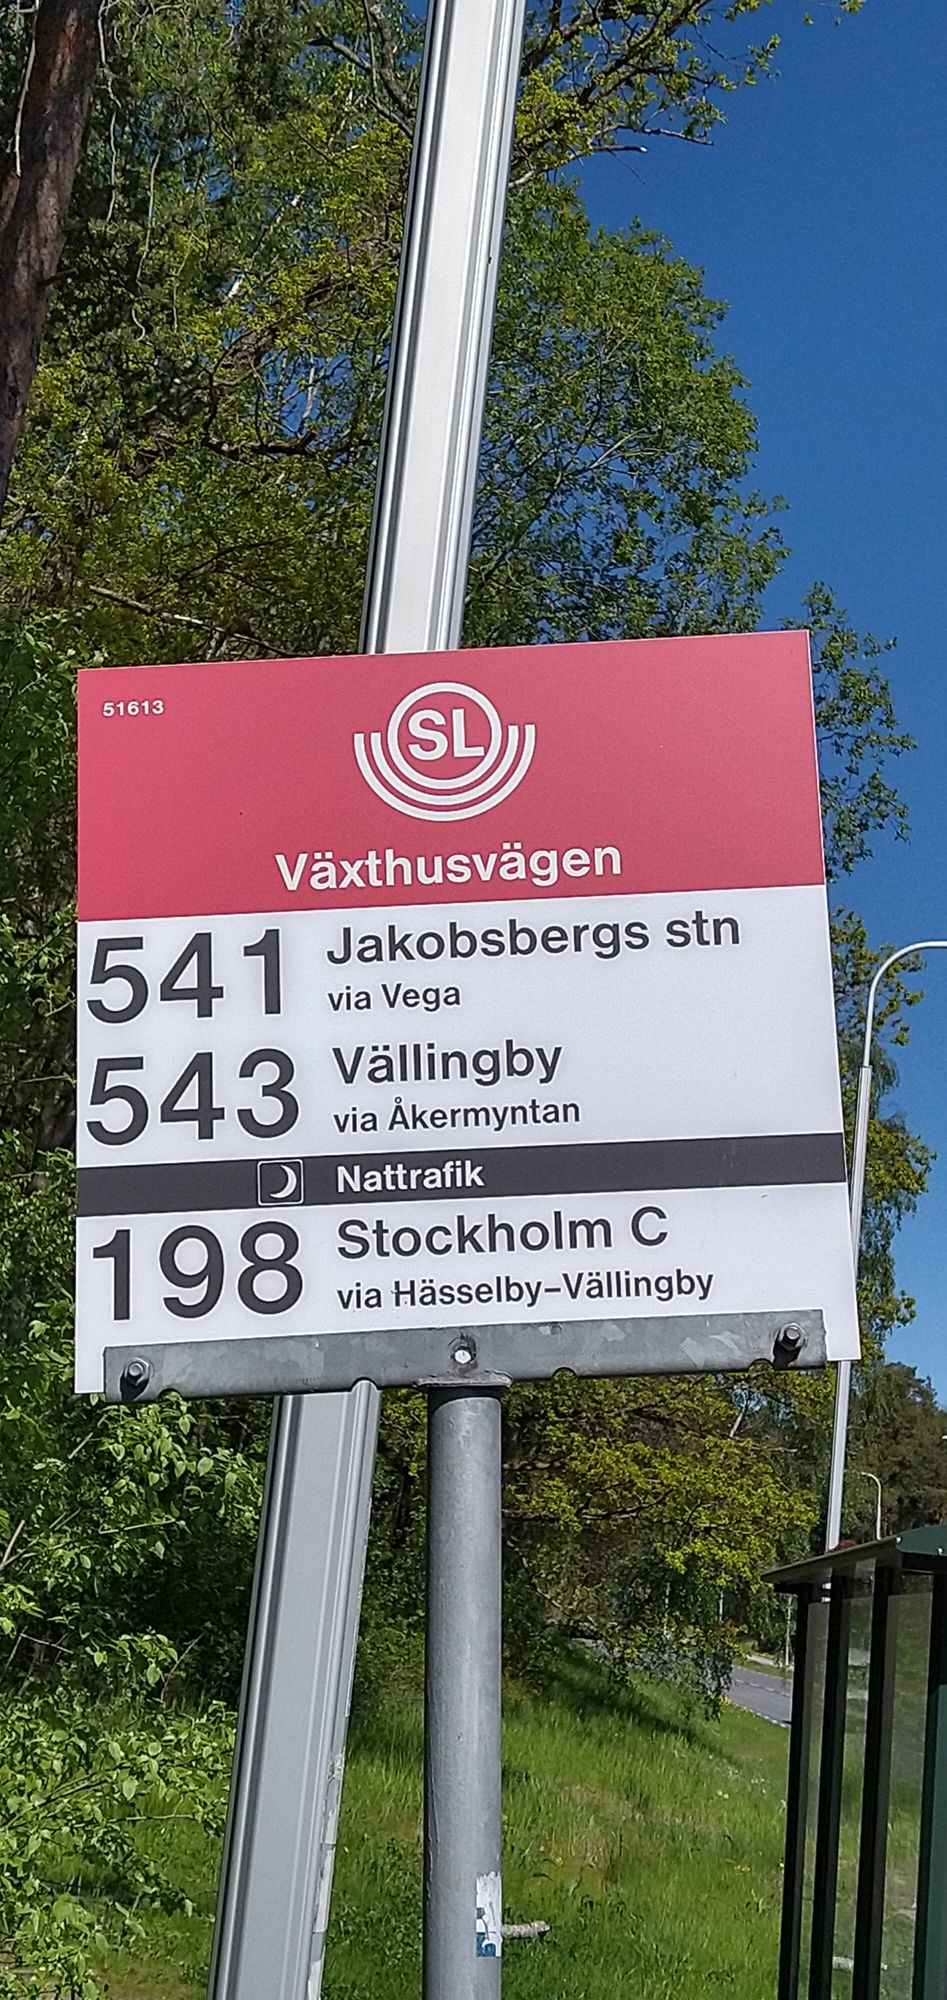 51613
SL
Växthusvägen
541 Jakobsbergs stn
via Vega
543 Vällingby
via Åkermyntan
Nattrafik
198 Stockholm C
via Hässelby–Vällingby